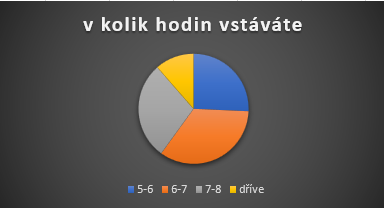 v kolik hodin vstáváte
5-6 6-7 7-8 dříve